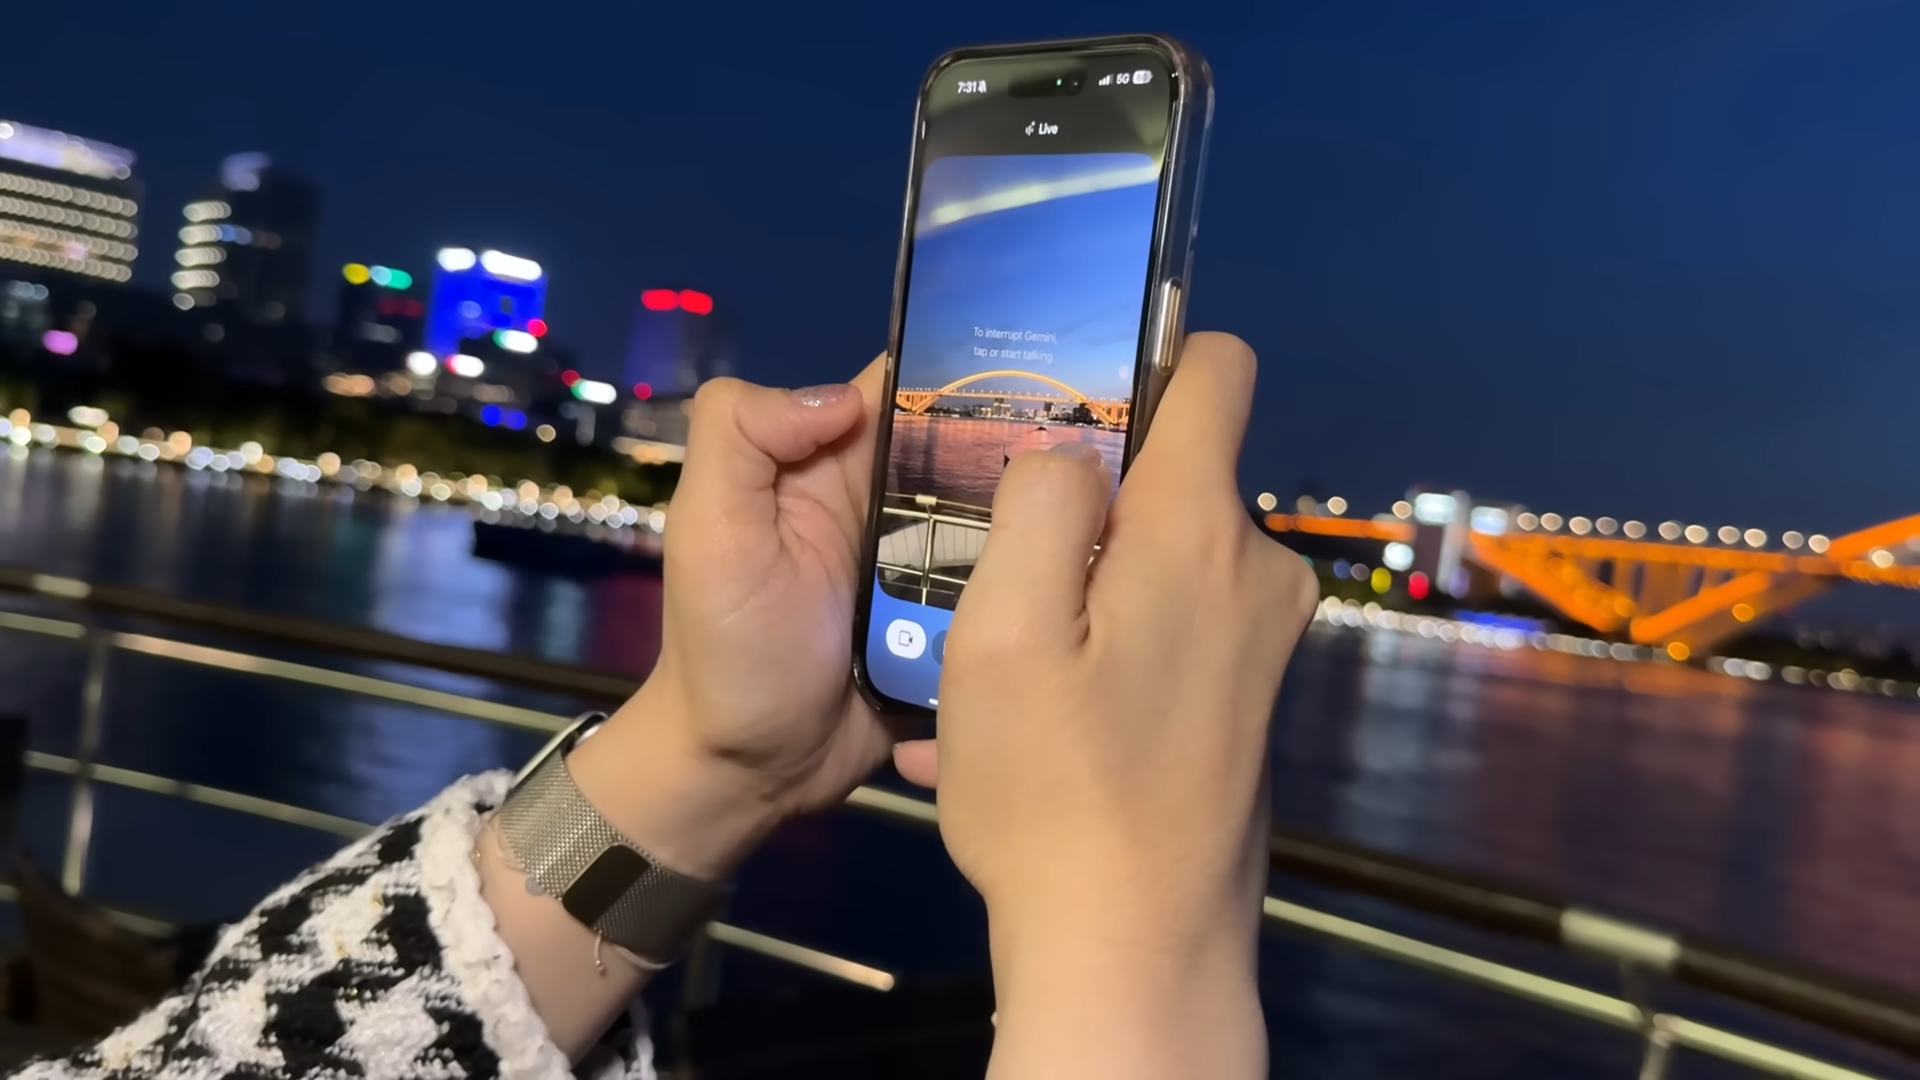 7:31
5G
Live
To interrupt Gemini,
tap or start talking